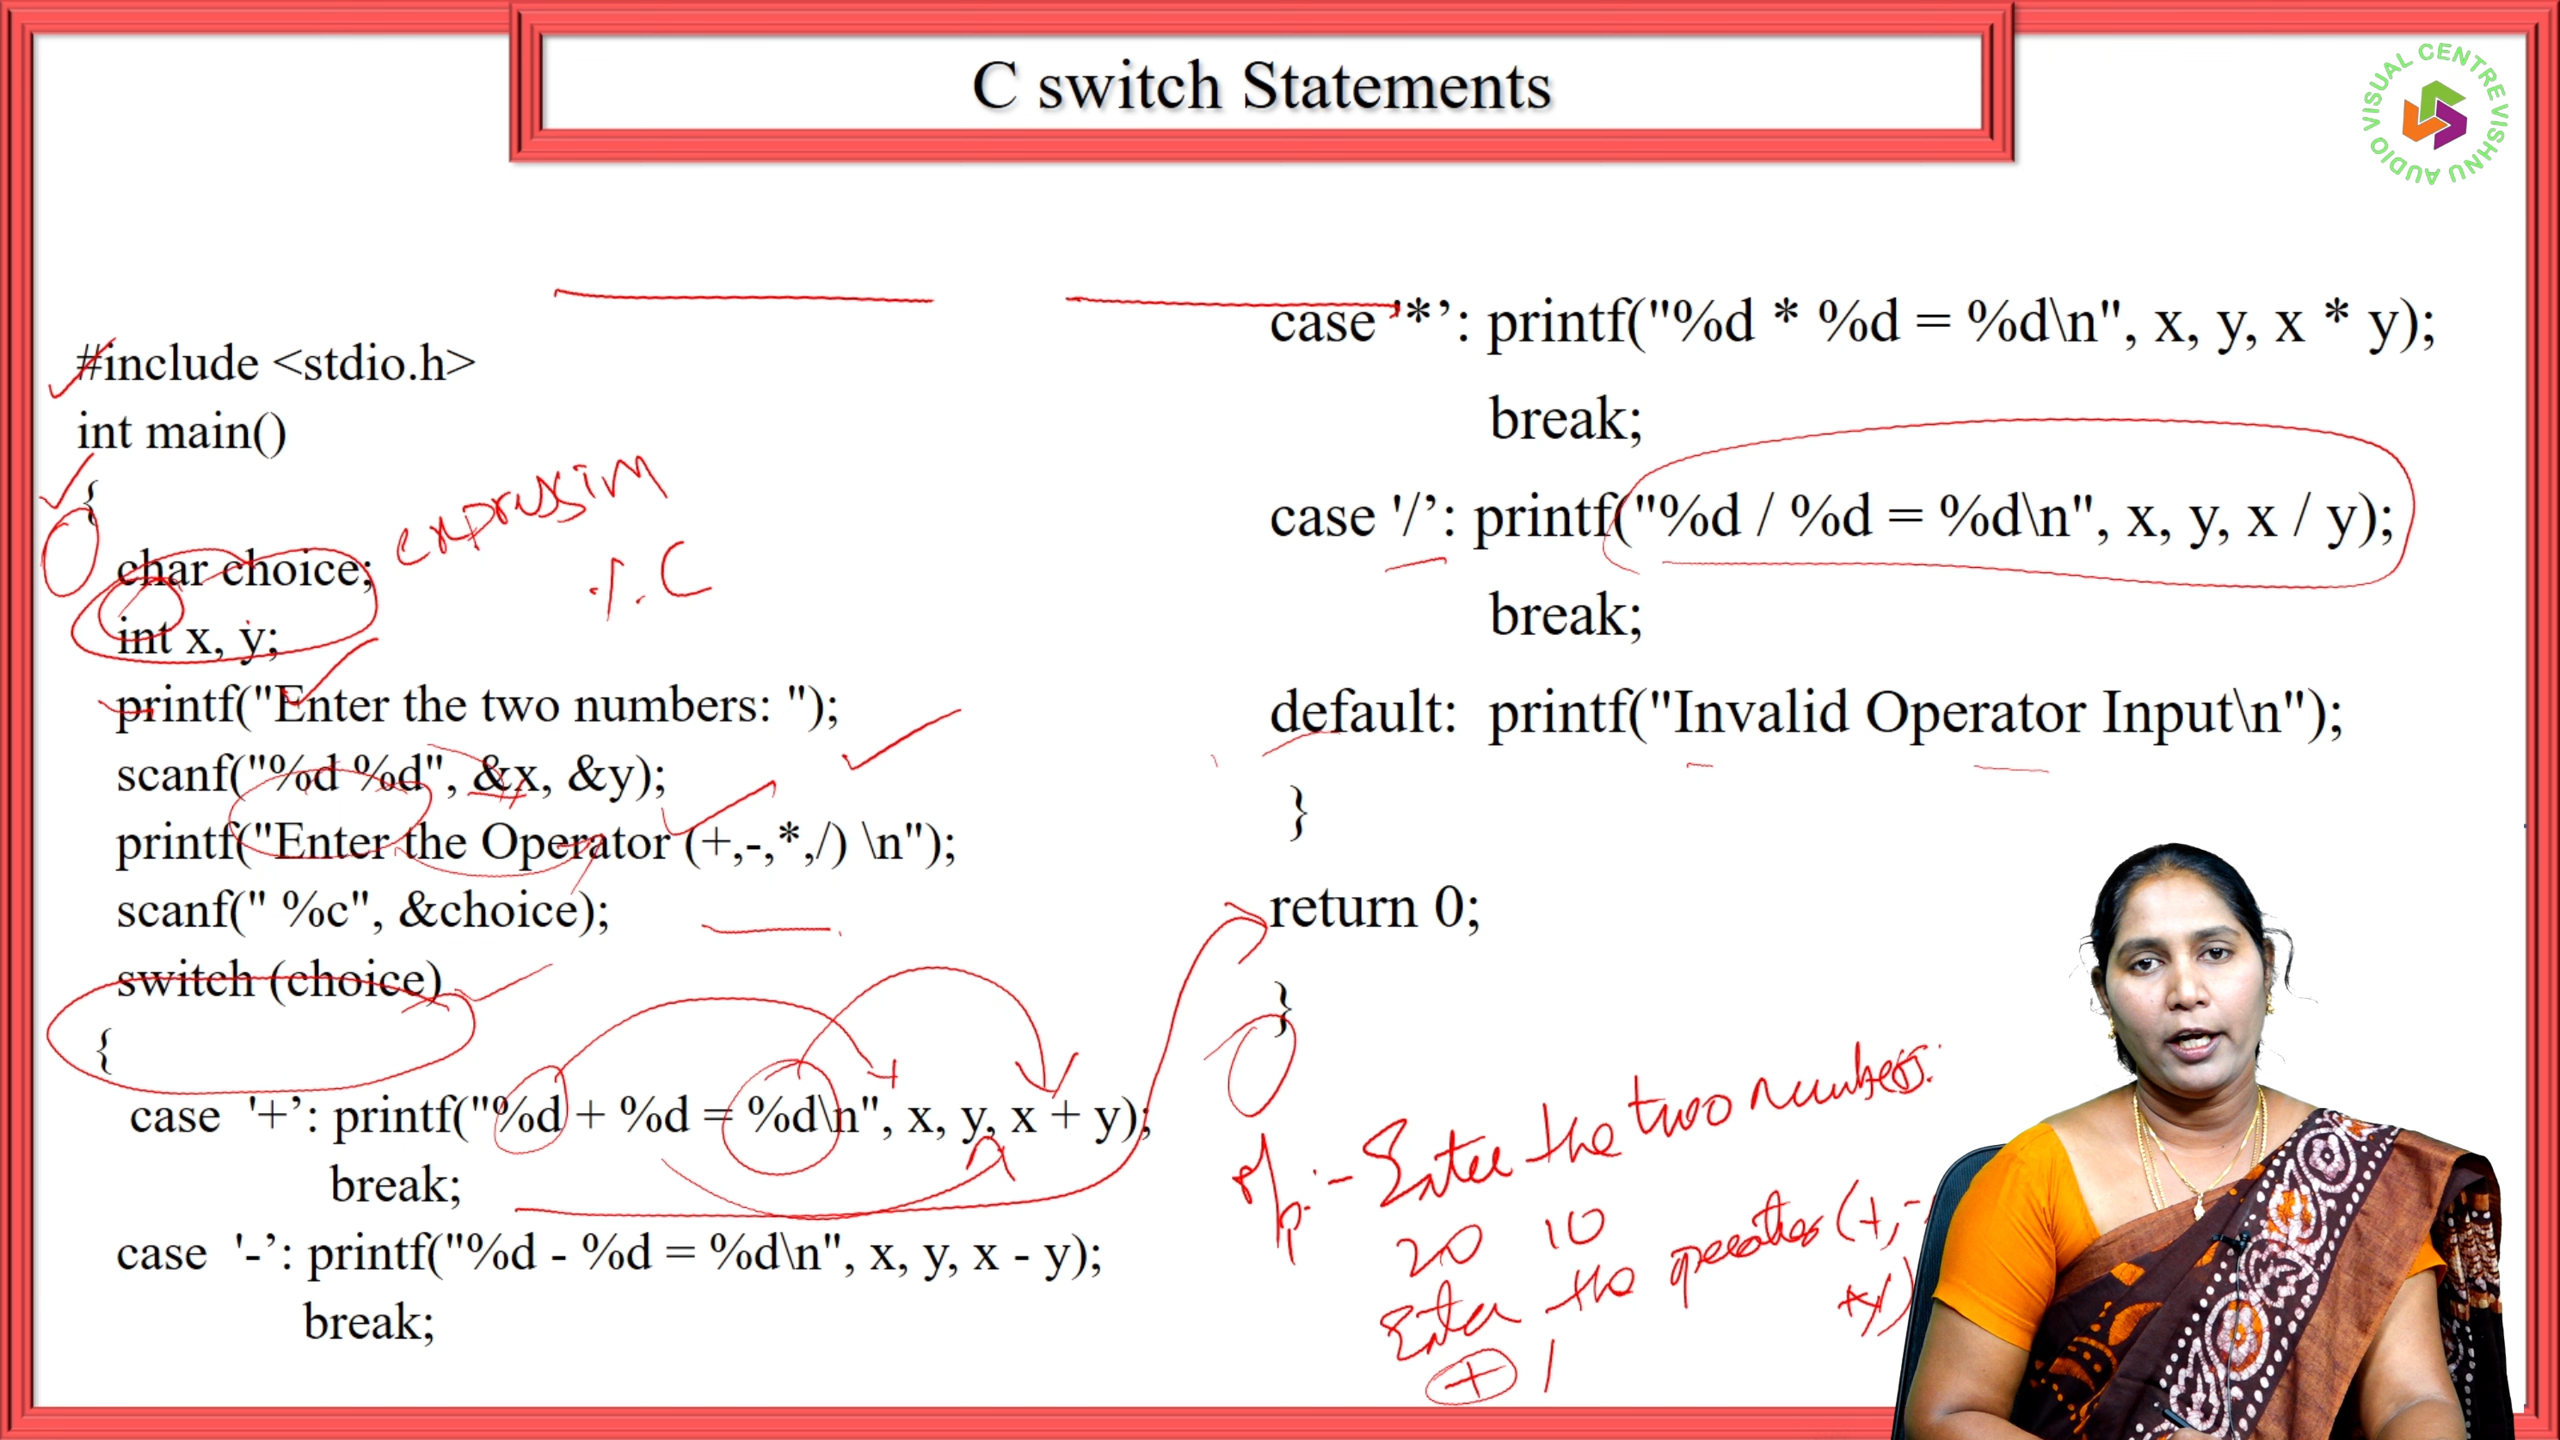 C switch Statements
AUDIO VISUAL CENTRE VISHNU
#include <stdio.h>
int main()
{
char choice;
int x, y;
printf("Enter the two numbers: ");
scanf("%d %d", &x, &y);
printf("Enter the Operator (+,-,*,/) \n");
scanf(" %c", &choice);
switch (choice)
{
case '+’: printf("%d + %d = %d\n", x, y, x + y);
break;
case '-’: printf("%d - %d = %d\n", x, y, x - y);
break;
expression
%. C
case '*’: printf("%d * %d = %d\n", x, y, x * y);
break;
case '/’: printf("%d / %d = %d\n", x, y, x / y);
break;
default: printf("Invalid Operator Input\n");
}
return 0;
}
o/p:- Enter the two numbers:
20 10
Enter the operator (+,-
+ /